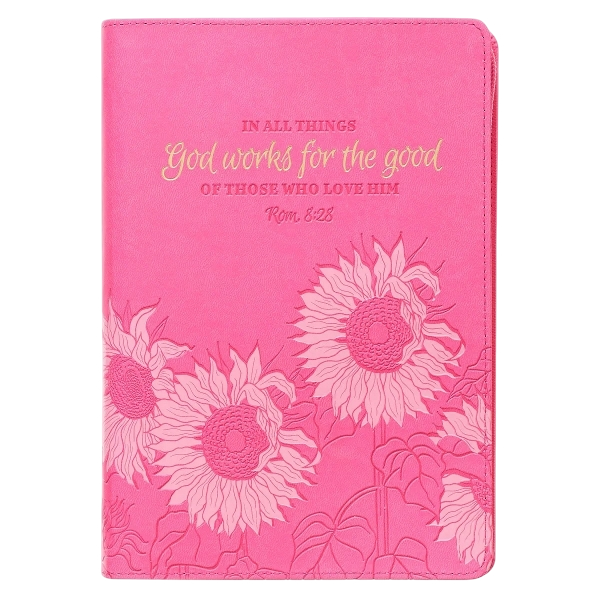 IN ALL THINGS
God works for the good
OF THOSE WHO LOVE HIM
Rom. 8:28